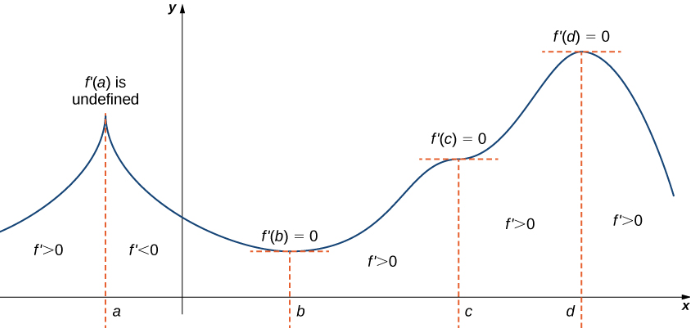 y
f'(d) = 0
f'(a) is
undefined
f'(c) = 0
f'(b) = 0
f'>0
f'<0
f'>0
f'>0
f'>0
x
a
b
c
d